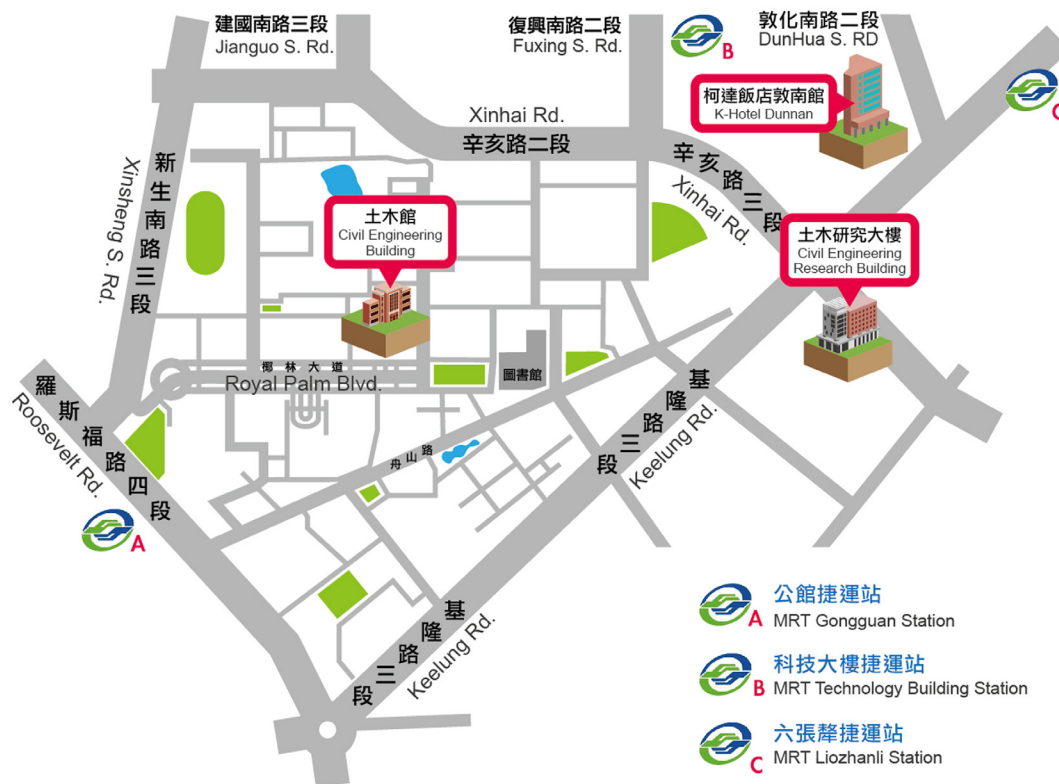 建國南路三段
Jianguo S. Rd.
復興南路二段
Fuxing S. Rd.
B
敦化南路二段
DunHua S. RD
C
柯達飯店敦南館
K-Hotel Dunnan
Xinhai Rd.
辛亥路二段
辛亥路三段
Xinhai Rd.
新生南路三段
Xinsheng S. Rd.
土木館
Civil Engineering
Building
土木研究大樓
Civil Engineering
Research Building
椰林大道
Royal Palm Blvd.
圖書館
羅斯福路四段
Roosevelt Rd.
舟山路
基隆路三段
Keelung Rd.
A
基隆路三段
Keelung Rd.
A
公館捷運站
MRT Gongguan Station
B
科技大樓捷運站
MRT Technology Building Station
C
六張犛捷運站
MRT Liozhanli Station